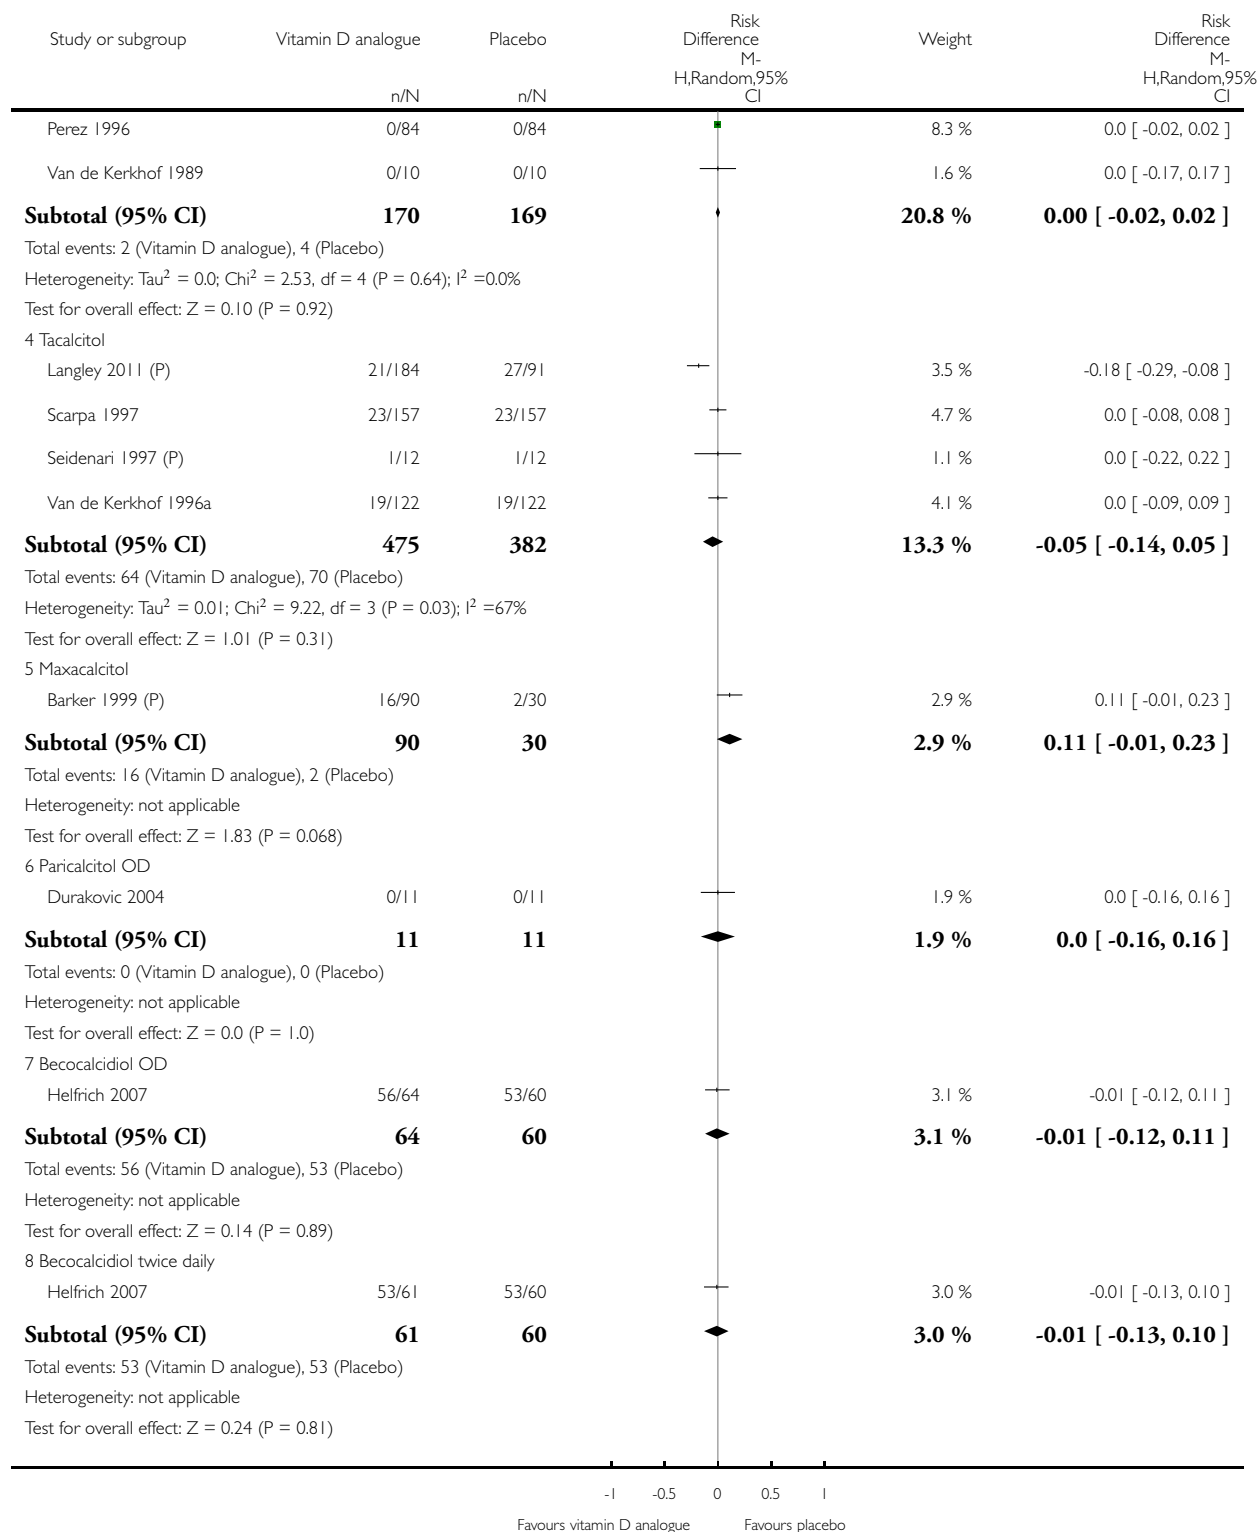 Study or subgroup Vitamin D analogue Placebo Risk Difference Weight Risk Difference
M-H,Random,95% CI M-H,Random,95% CI
n/N n/N
Perez 1996 0/84 0/84 8.3 % 0.0 [ -0.02, 0.02 ]
Van de Kerkhof 1989 0/10 0/10 1.6 % 0.0 [ -0.17, 0.17 ]
Subtotal (95% CI) 170 169 20.8 % 0.00 [ -0.02, 0.02 ]
Total events: 2 (Vitamin D analogue), 4 (Placebo)
Heterogeneity: Tau² = 0.0; Chi² = 2.53, df = 4 (P = 0.64); I² =0.0%
Test for overall effect: Z = 0.10 (P = 0.92)
4 Tacalcitol
Langley 2011 (P) 21/184 27/91 3.5 % -0.18 [ -0.29, -0.08 ]
Scarpa 1997 23/157 23/157 4.7 % 0.0 [ -0.08, 0.08 ]
Seidenari 1997 (P) 1/12 1/12 1.1 % 0.0 [ -0.22, 0.22 ]
Van de Kerkhof 1996a 19/122 19/122 4.1 % 0.0 [ -0.09, 0.09 ]
Subtotal (95% CI) 475 382 13.3 % -0.05 [ -0.14, 0.05 ]
Total events: 64 (Vitamin D analogue), 70 (Placebo)
Heterogeneity: Tau² = 0.01; Chi² = 9.22, df = 3 (P = 0.03); I² =67%
Test for overall effect: Z = 1.01 (P = 0.31)
5 Maxacalcitol
Barker 1999 (P) 16/90 2/30 2.9 % 0.11 [ -0.01, 0.23 ]
Subtotal (95% CI) 90 30 2.9 % 0.11 [ -0.01, 0.23 ]
Total events: 16 (Vitamin D analogue), 2 (Placebo)
Heterogeneity: not applicable
Test for overall effect: Z = 1.83 (P = 0.068)
6 Paricalcitol OD
Durakovic 2004 0/11 0/11 1.9 % 0.0 [ -0.16, 0.16 ]
Subtotal (95% CI) 11 11 1.9 % 0.0 [ -0.16, 0.16 ]
Total events: 0 (Vitamin D analogue), 0 (Placebo)
Heterogeneity: not applicable
Test for overall effect: Z = 0.0 (P = 1.0)
7 Becocalcidiol OD
Helfrich 2007 56/64 53/60 3.1 % -0.01 [ -0.12, 0.11 ]
Subtotal (95% CI) 64 60 3.1 % -0.01 [ -0.12, 0.11 ]
Total events: 56 (Vitamin D analogue), 53 (Placebo)
Heterogeneity: not applicable
Test for overall effect: Z = 0.14 (P = 0.89)
8 Becocalcidiol twice daily
Helfrich 2007 53/61 53/60 3.0 % -0.01 [ -0.13, 0.10 ]
Subtotal (95% CI) 61 60 3.0 % -0.01 [ -0.13, 0.10 ]
Total events: 53 (Vitamin D analogue), 53 (Placebo)
Heterogeneity: not applicable
Test for overall effect: Z = 0.24 (P = 0.81)
-1 -0.5 0 0.5 1
Favours vitamin D analogue Favours placebo